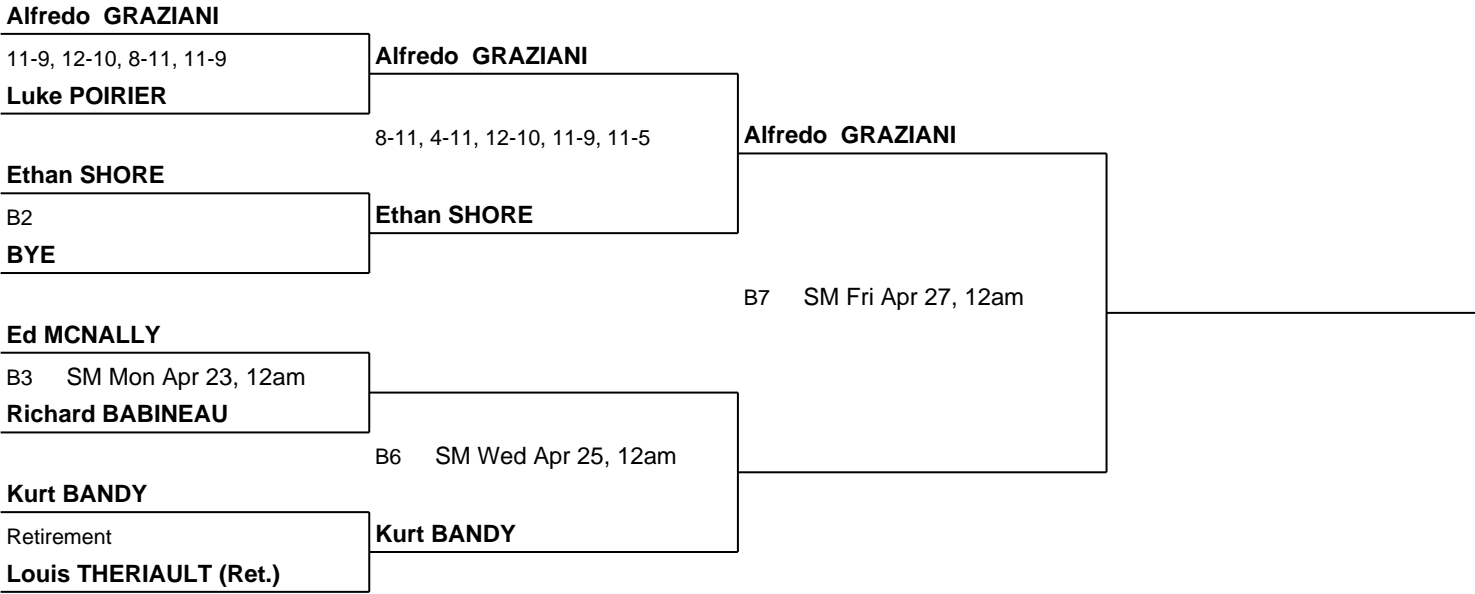 Alfredo  GRAZIANI
11-9, 12-10, 8-11, 11-9
Alfredo  GRAZIANI
Luke POIRIER
8-11, 4-11, 12-10, 11-9, 11-5
Alfredo  GRAZIANI
Ethan SHORE
B2
Ethan SHORE
BYE
B7 SM Fri Apr 27, 12am
Ed MCNALLY
B3 SM Mon Apr 23, 12am
Richard BABINEAU
B6 SM Wed Apr 25, 12am
Kurt BANDY
Retirement
Kurt BANDY
Louis THERIAULT (Ret.)